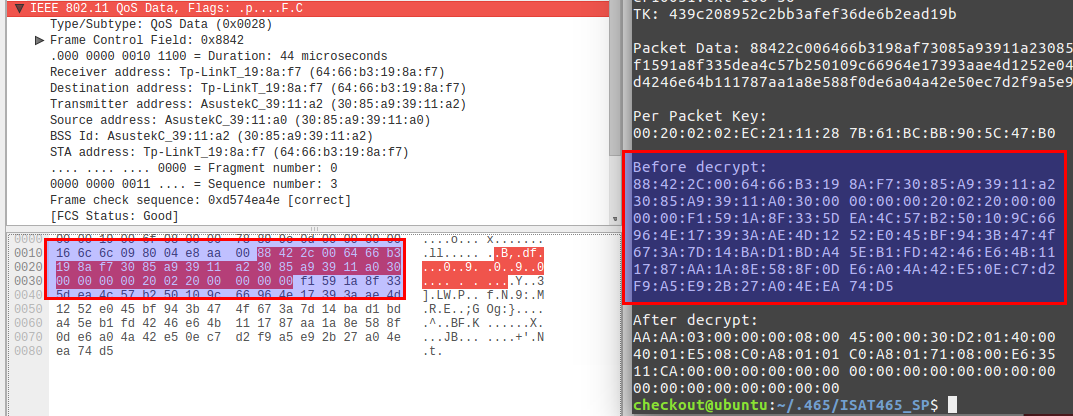 IEEE 802.11 QoS Data, Flags: .p....F.C
Type/Subtype: QoS Data (0x0028)
Frame Control Field: 0x8842
.000 0000 0010 1100 = Duration: 44 microseconds
Receiver address: Tp-LinkT_19:8a:f7 (64:66:b3:19:8a:f7)
Destination address: Tp-LinkT_19:8a:f7 (64:66:b3:19:8a:f7)
Transmitter address: AsustekC_39:11:a2 (30:85:a9:39:11:a2)
Source address: AsustekC_39:11:a0 (30:85:a9:39:11:a0)
BSS Id: AsustekC_39:11:a2 (30:85:a9:39:11:a2)
STA address: Tp-LinkT_19:8a:f7 (64:66:b3:19:8a:f7)
.... .... .... 0000 = Fragment number: 0
0000 0000 0011 .... = Sequence number: 3
Frame check sequence: 0xd574ea4e [correct]
[FCS Status: Good]
0010 16 6c 6c 09 80 04 e8 aa 00 88 42 2c 00 64 66 b3 .ll..... ..B,.df.
0020 19 8a f7 30 85 a9 39 11 a2 30 85 a9 39 11 a0 30 ...0..9. .0..9..0
0030 00 00 00 00 20 02 20 00 00 00 00 f1 59 1a 8f 33 .... . . ....Y..3
0040 5d ea 4c 57 b2 50 10 9c 66 96 4e 17 39 3a ae 4d ].LW.P.. f.N.9:.M
0050 12 52 e0 45 bf 94 3b 47 4f 67 3a 7d 14 ba d1 bd .R.E..;G Og:}....
0060 a4 5e b1 fd 42 46 e6 4b 11 17 87 aa 1a 8e 58 8f .^..BF.K ......X.
0070 0d e6 a0 4a 42 e5 0e c7 d2 f9 a5 e9 2b 27 a0 4e ...JB... ....+'.N
0080 ea 74 d5 .t.
TK: 439c208952c2bb3afef36de6b2ead19b
Packet Data: 88422c006466b3198af73085a93911a23085
f1591a8f335dea4c57b250109c66964e17393aae4d1252e04
d4246e64b111787aa1a8e588f0de6a04a42e50ec7d2f9a5e9
Per Packet Key:
00:20:02:02:EC:21:11:28 7B:61:BC:BB:90:5C:47:B0
Before decrypt:
88:42:2C:00:64:66:B3:19 8A:F7:30:85:A9:39:11:a2
30:85:A9:39:11:A0:30:00 00:00:00:20:02:20:00:00
00:00:F1:59:1A:8F:33:5D EA:4C:57:B2:50:10:9C:66
96:4E:17:39:3A:AE:4D:12 52:E0:45:BF:94:3B:47:4f
67:3A:7D:14:BA:D1:BD:A4 5E:B1:FD:42:46:E6:4B:11
17:87:AA:1A:8E:58:8F:0D E6:A0:4A:42:E5:0E:C7:d2
F9:A5:E9:2B:27:A0:4E:EA 74:D5
After decrypt:
AA:AA:03:00:00:00:08:00 45:00:00:30:D2:01:40:00
40:01:E5:08:C0:A8:01:01 C0:A8:01:71:08:00:E6:35
11:CA:00:00:00:00:00:00 00:00:00:00:00:00:00:00
00:00:00:00:00:00:00:00
checkout@ubuntu:~/.465/ISAT465_SP$